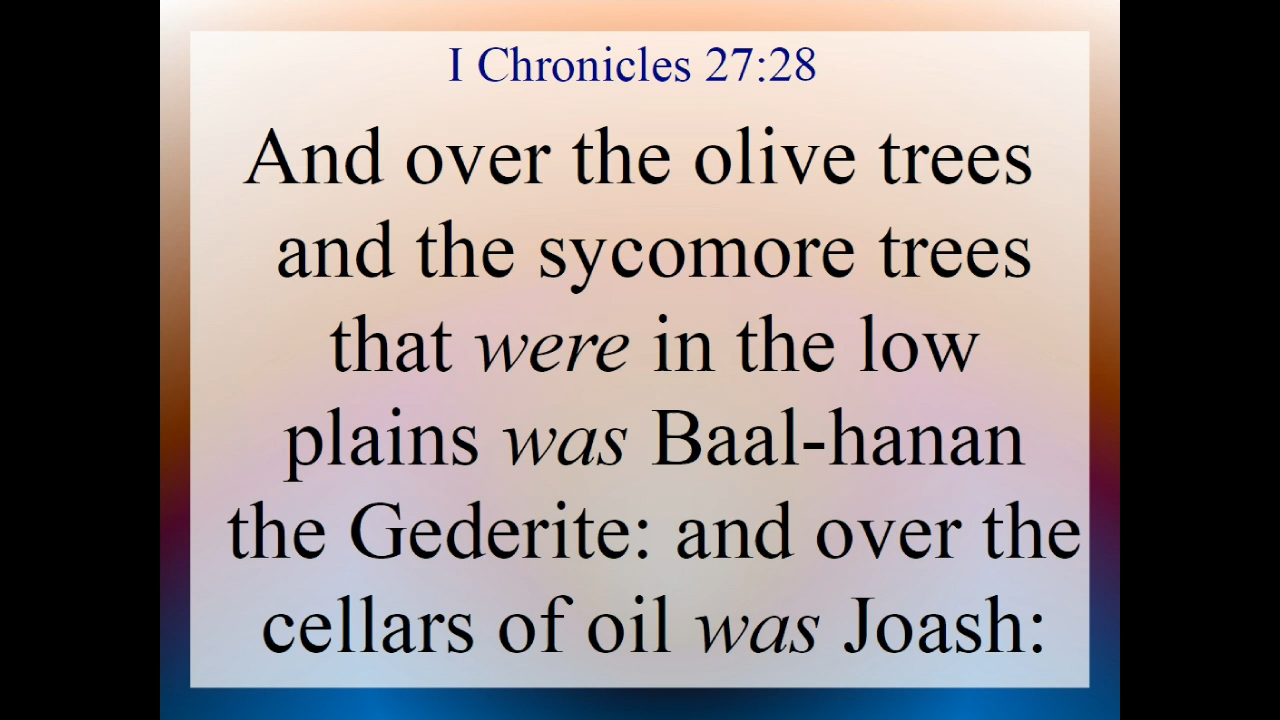 I Chronicles 27:28
And over the olive trees
and the sycomore trees
that were in the low
plains was Baal-hanan
the Gederite: and over the
cellars of oil was Joash: